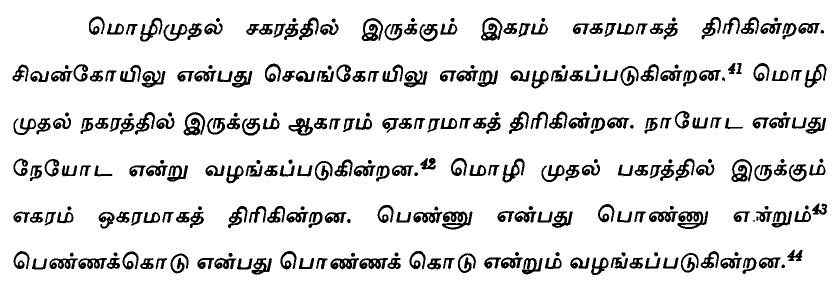 மொழிமுதல் சகரத்தில் இருக்கும் இகரம் எகரமாகத் திரிகின்றன.
சிவன்கோயிலு என்பது செவங்கோயிலு என்று வழங்கப்படுகின்றன.41 மொழி
முதல் நகரத்தில் இருக்கும் ஆகாரம் ஏகாரமாகத் திரிகின்றன. நாயோட என்பது
நேயோட என்று வழங்கப்படுகின்றன.42 மொழி முதல் பகரத்தில் இருக்கும்
எகரம் ஒகரமாகத் திரிகின்றன. பெண்ணு என்பது பொண்ணு என்றும்43
பெண்ணக்கொடு என்பது பொண்ணக் கொடு என்றும் வழங்கப்படுகின்றன.44